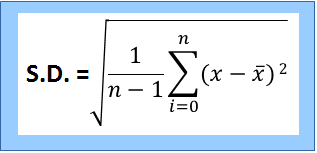 S.D. = √(1/(n − 1) n∑i=0 (x − x̄) ²)